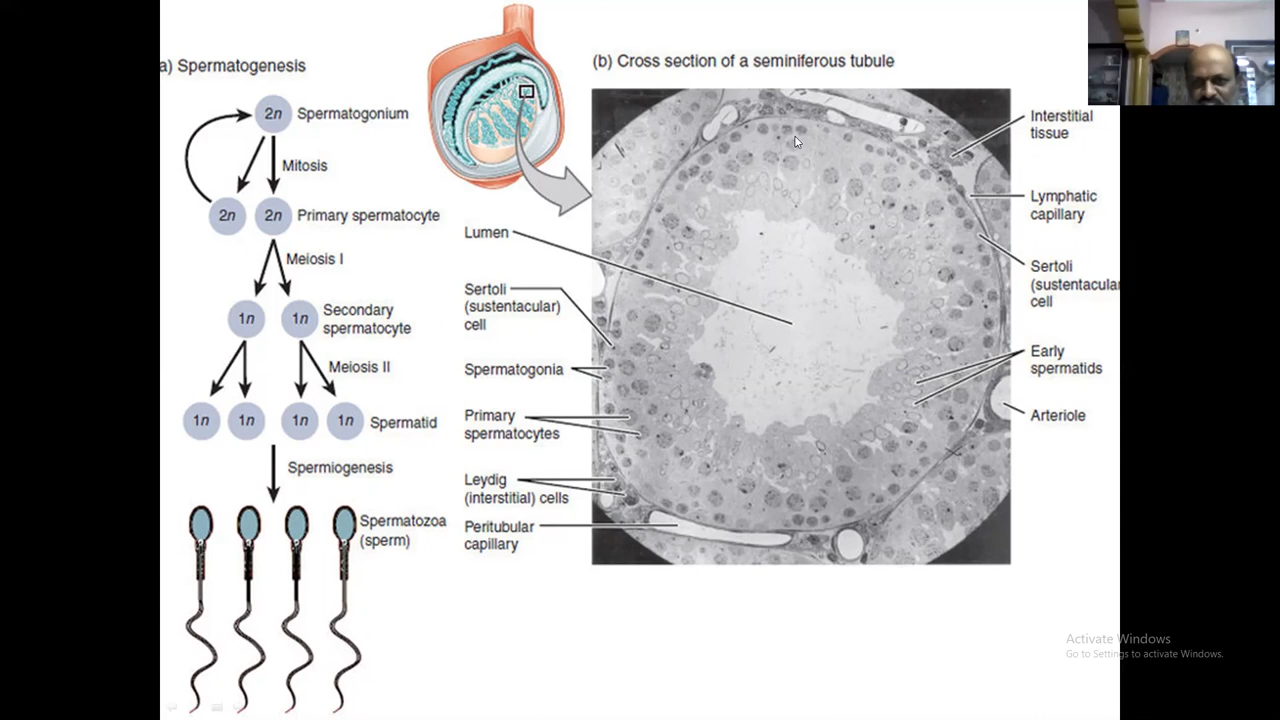 a) Spermatogenesis
2n
Spermatogonium
Mitosis
2n
2n
Primary spermatocyte
Meiosis I
1n
1n
Secondary
spermatocyte
Meiosis II
1n
1n
1n
1n
Spermatid
Spermiogenesis
Spermatozoa
(sperm)
(b) Cross section of a seminiferous tubule
Lumen
Sertoli
(sustentacular)
cell
Spermatogonia
Primary
spermatocytes
Leydig
(interstitial) cells
Peritubular
capillary
Interstitial
tissue
Lymphatic
capillary
Sertoli
(sustentacular
cell
Early
spermatids
Arteriole
Activate Windows
Go to Settings to activate Windows.